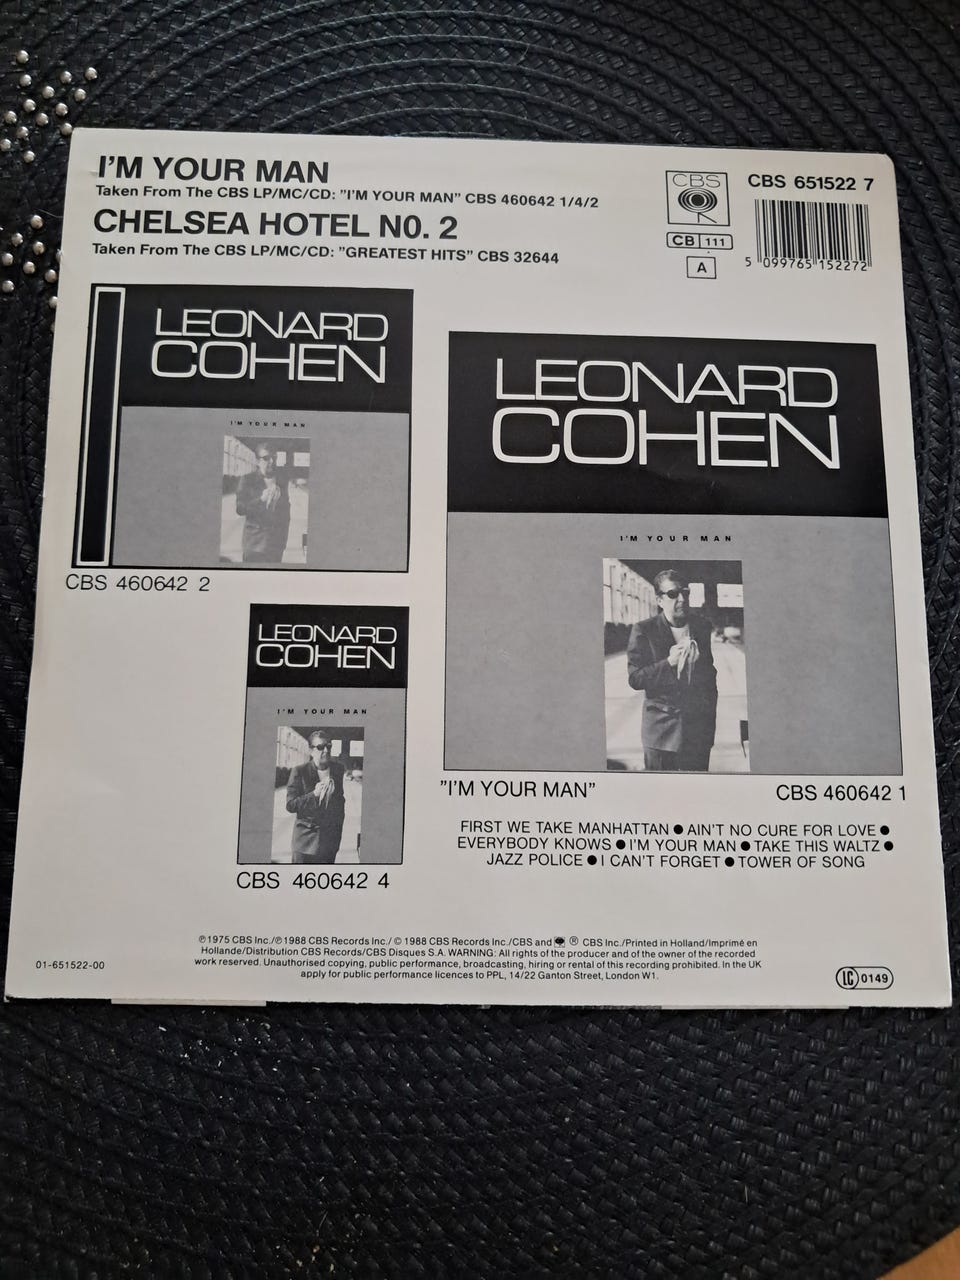 I'M YOUR MAN
Taken From The CBS LP/MC/CD: "I'M YOUR MAN" CBS 460642 1/4/2
CHELSEA HOTEL NO. 2
Taken From The CBS LP/MC/CD: "GREATEST HITS" CBS 32644
CBS
CB 111
A
CBS 651522 7
5 099765 152272
LEONARD
COHEN
I'M YOUR MAN
CBS 460642 2
LEONARD
COHEN
I'M YOUR MAN
CBS 460642 4
LEONARD
COHEN
I'M YOUR MAN
"I'M YOUR MAN" CBS 460642 1
FIRST WE TAKE MANHATTAN ● AIN'T NO CURE FOR LOVE ●
EVERYBODY KNOWS ● I'M YOUR MAN ● TAKE THIS WALTZ ●
JAZZ POLICE ● I CAN'T FORGET ● TOWER OF SONG
01-651522-00
℗ 1975 CBS Inc./℗ 1988 CBS Records Inc./ © 1988 CBS Records Inc./CBS and ® CBS Inc./Printed in Holland/Imprimé en
Hollande/Distribution CBS Records/CBS Disques S.A. WARNING: All rights of the producer and of the owner of the recorded
work reserved. Unauthorised copying, public performance, broadcasting, hiring or rental of this recording prohibited. In the UK
apply for public performance licences to PPL, 14/22 Ganton Street, London W1.
LC 0149